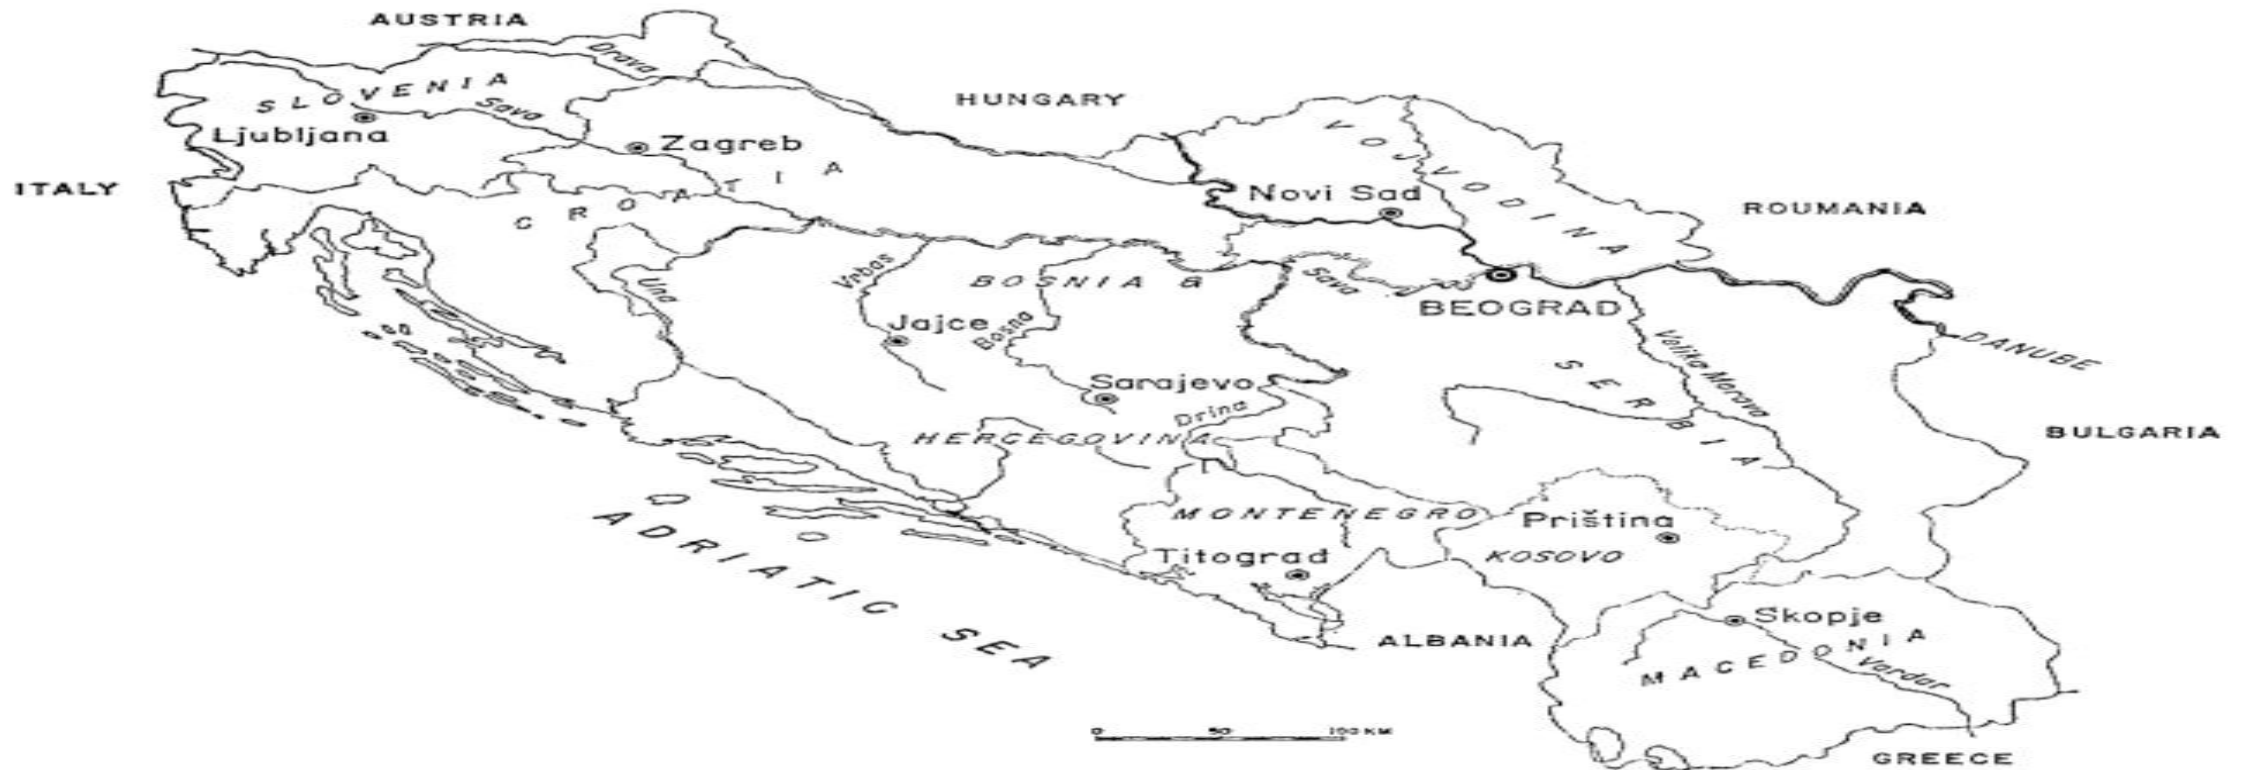 AUSTRIA
Drava
SLOVENIA
HUNGARY
Sava
Ljubljana
Zagreb
VOJVODINA
ITALY
CROATIA
Novi Sad
ROUMANIA
Vrbas
Una
BOSNIA &
Sava
BEOGRAD
Jajce
Bosna
DANUBE
Velika Morava
SERBIA
Sarajevo
Drina
HERCEGOVINA
BULGARIA
MONTENEGRO
Priština
ADRIATIC SEA
Titograd
KOSOVO
Skopje
ALBANIA
MACEDONIA
Vardar
0 50 100 KM
GREECE